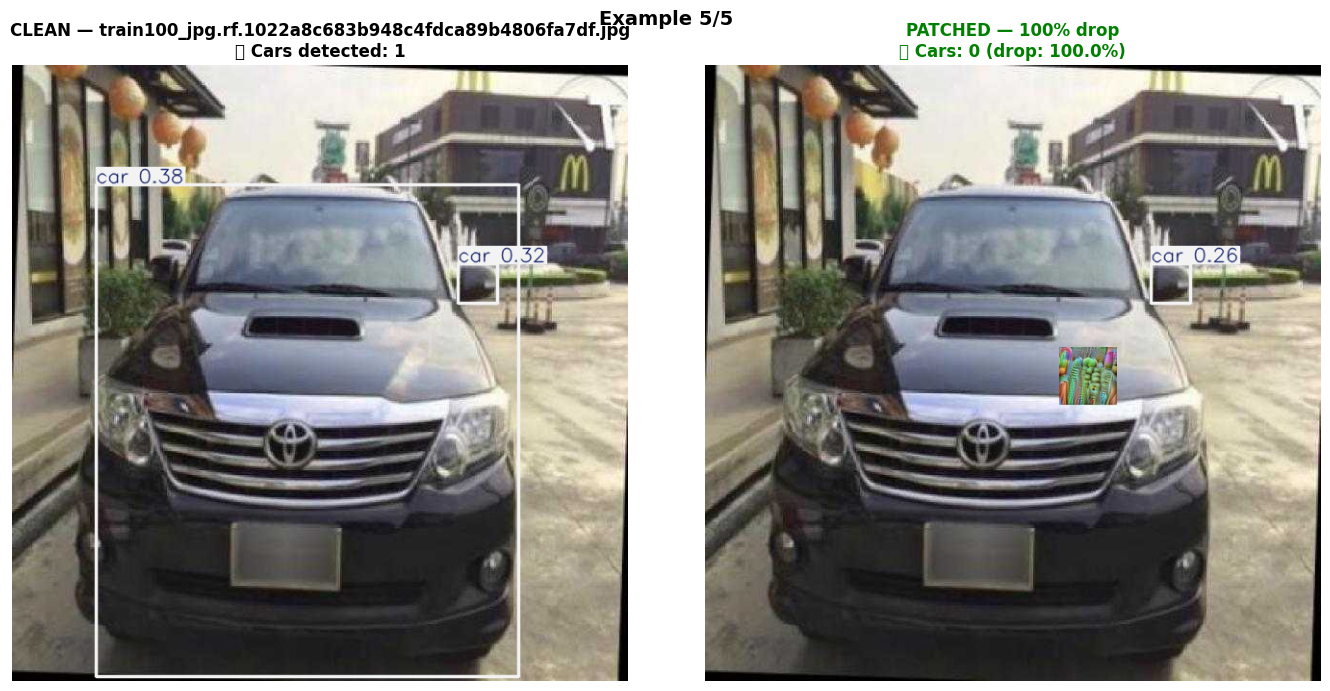 Example 5/5
CLEAN — train100_jpg.rf.1022a8c683b948c4fdca89b4806fa7df.jpg
Cars detected: 1
PATCHED — 100% drop
Cars: 0 (drop: 100.0%)
car 0.38
car 0.32
car 0.26